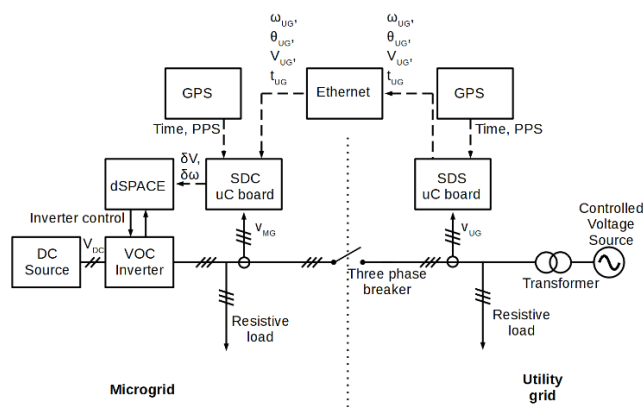 ω_UG,
θ_UG,
V_UG,
t_UG
ω_UG,
θ_UG,
V_UG,
t_UG
GPS
Ethernet
GPS
Time, PPS
Time, PPS
dSPACE
δV,
δω
SDC
uC board
SDS
uC board
Inverter control
v_MG
v_UG
Controlled
Voltage
Source
DC
Source
V_DC
VOC
Inverter
Three phase
breaker
Transformer
Resistive
load
Resistive
load
Microgrid
Utility
grid